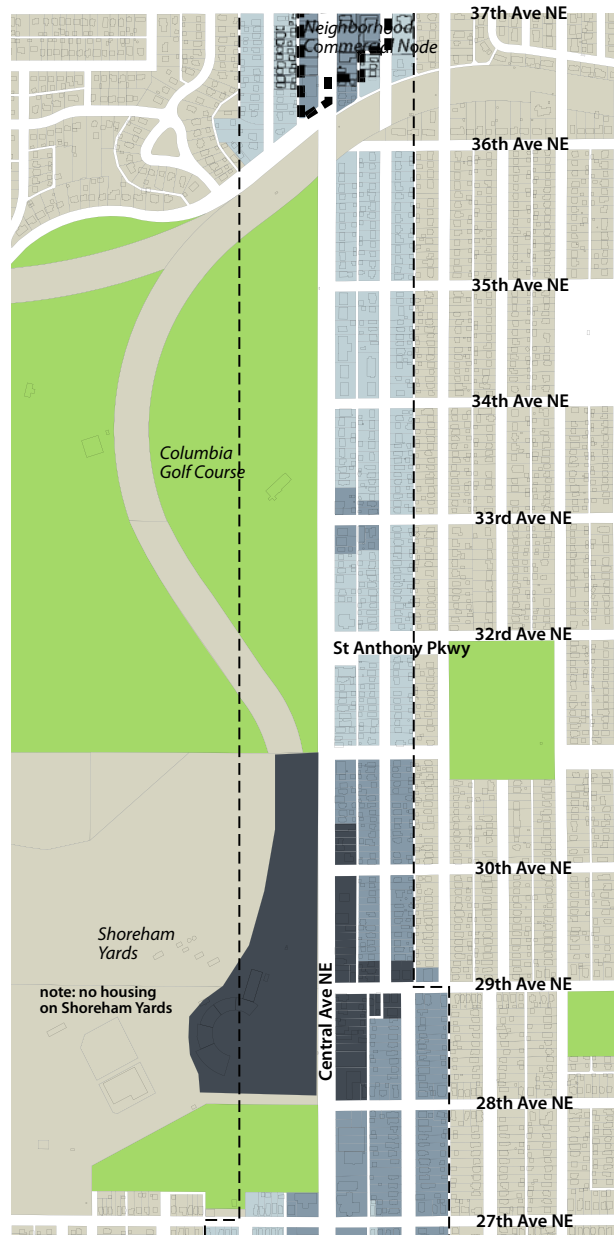 37th Ave NE
Neighborhood
Commercial Node
36th Ave NE
35th Ave NE
34th Ave NE
Columbia
Golf Course
33rd Ave NE
32rd Ave NE
St Anthony Pkwy
30th Ave NE
Shoreham
Yards
29th Ave NE
note: no housing
on Shoreham Yards
Central Ave NE
28th Ave NE
27th Ave NE